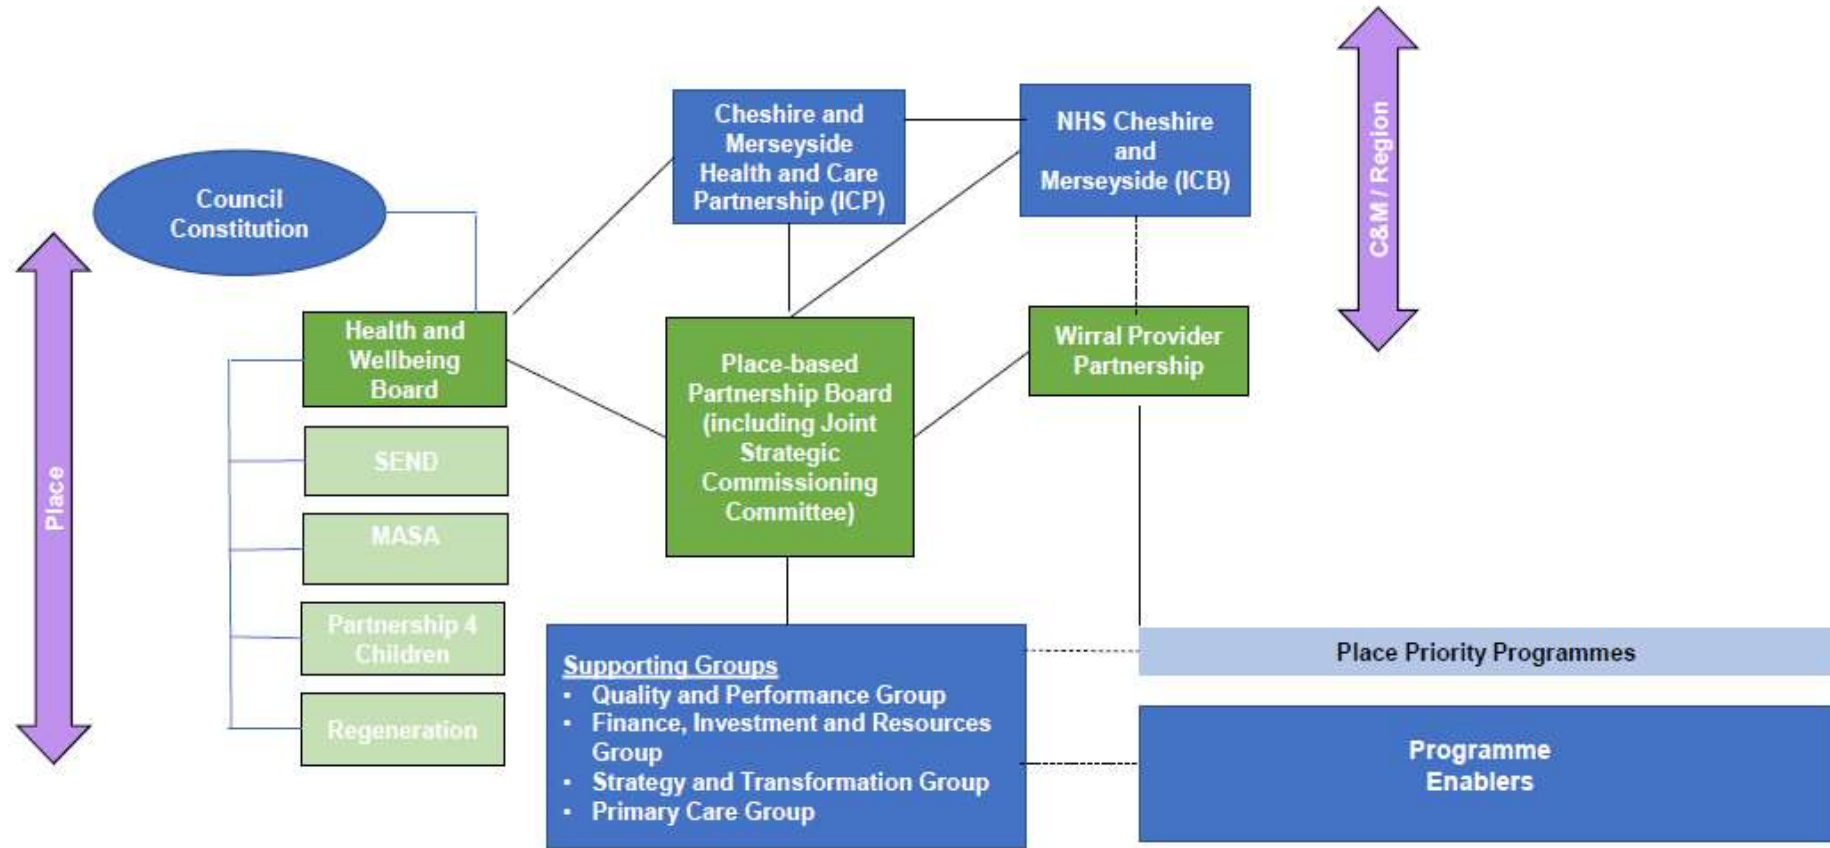 Cheshire and
Merseyside
Health and Care
Partnership (ICP)
NHS Cheshire
and
Merseyside (ICB)
C&M / Region
Council
Constitution
Place
Health and
Wellbeing
Board
SEND
MASA
Partnership 4
Children
Regeneration
Place-based
Partnership Board
(including Joint
Strategic
Commissioning
Committee)
Wirral Provider
Partnership
Supporting Groups
• Quality and Performance Group
• Finance, Investment and Resources
Group
• Strategy and Transformation Group
• Primary Care Group
Place Priority Programmes
Programme
Enablers